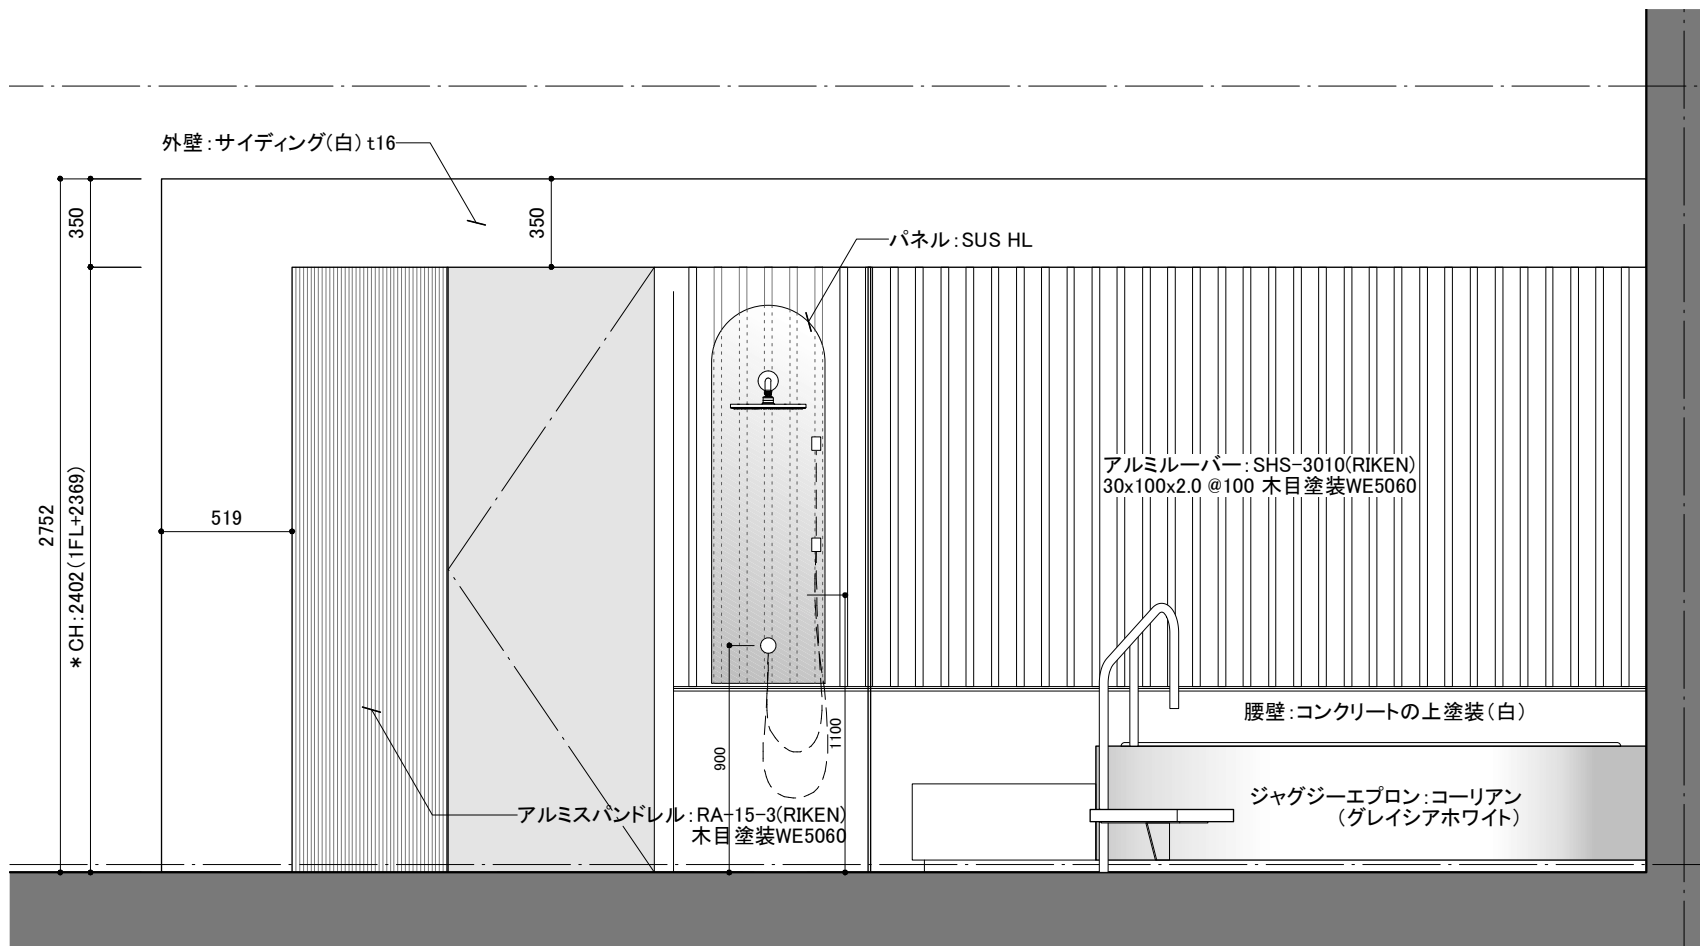 外壁：サイディング（白） t16
350
350
パネル：SUS HL
2752
＊CH：2402（1FL+2369）
519
アルミルーバー：SHS-3010(RIKEN)
30x100x2.0 @100 木目塗装WE5060
腰壁：コンクリートの上塗装（白）
900
1100
ジャグジーエプロン：コーリアン
（グレイシアホワイト）
アルミスパンドレル：RA-15-3(RIKEN)
木目塗装WE5060